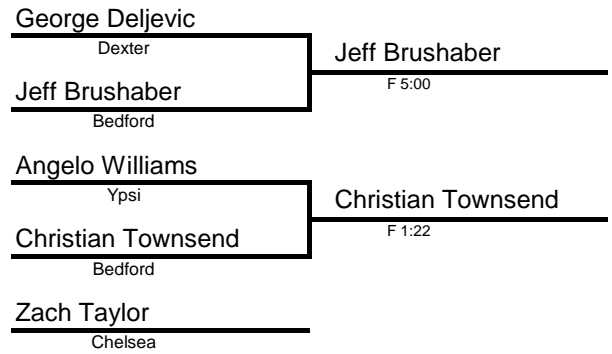 George Deljevic
Dexter
Jeff Brushaber
F 5:00
Jeff Brushaber
Bedford
Angelo Williams
Ypsi
Christian Townsend
F 1:22
Christian Townsend
Bedford
Zach Taylor
Chelsea